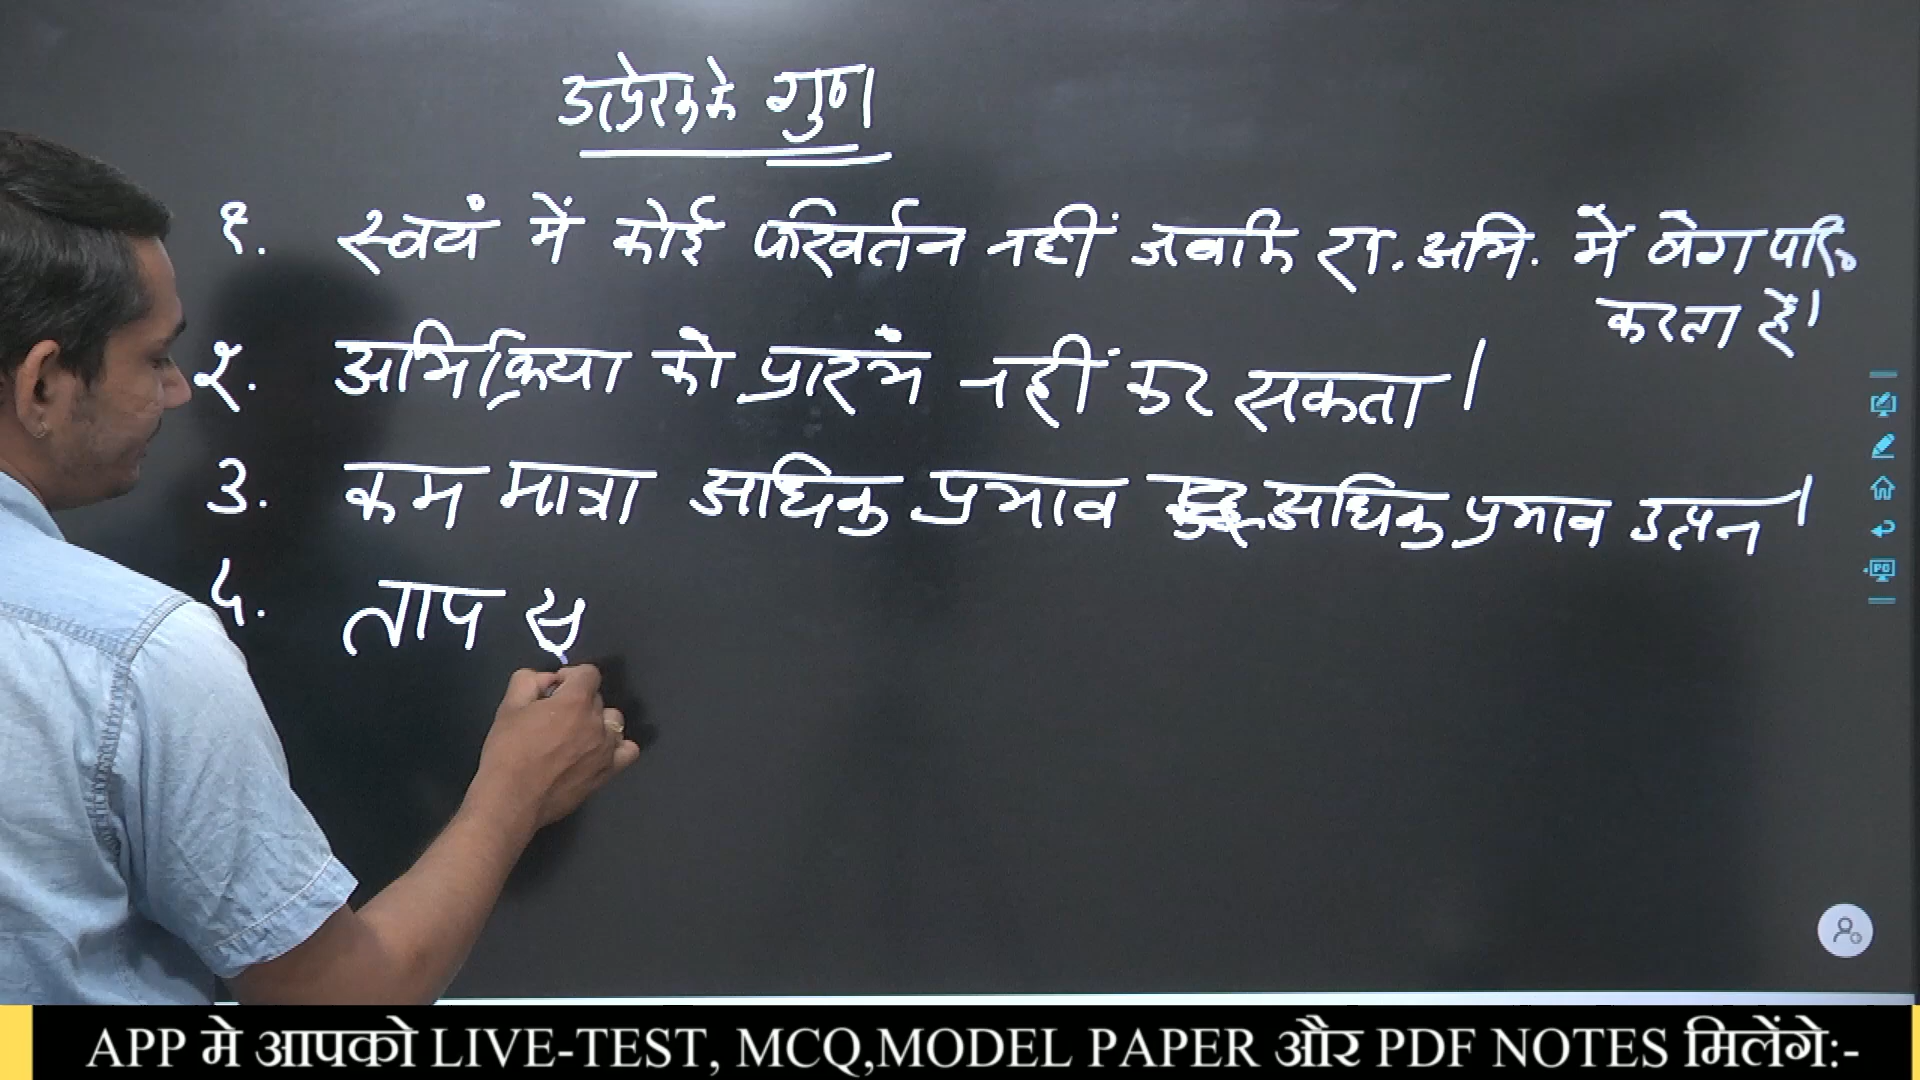 उत्प्रेरक के गुण
१. स्वयं में कोई परिवर्तन नहीं जबकि रा. अभि. में वेग परि०
करता है।
२. अभिक्रिया को प्रारंभ नहीं कर सकता।
3. कम मात्रा अधिक प्रभाव अधिक प्रभाव उत्पन।
ताप
APP मे आपको LIVE-TEST, MCQ,MODEL PAPER और PDF NOTES मिलेंगे:-